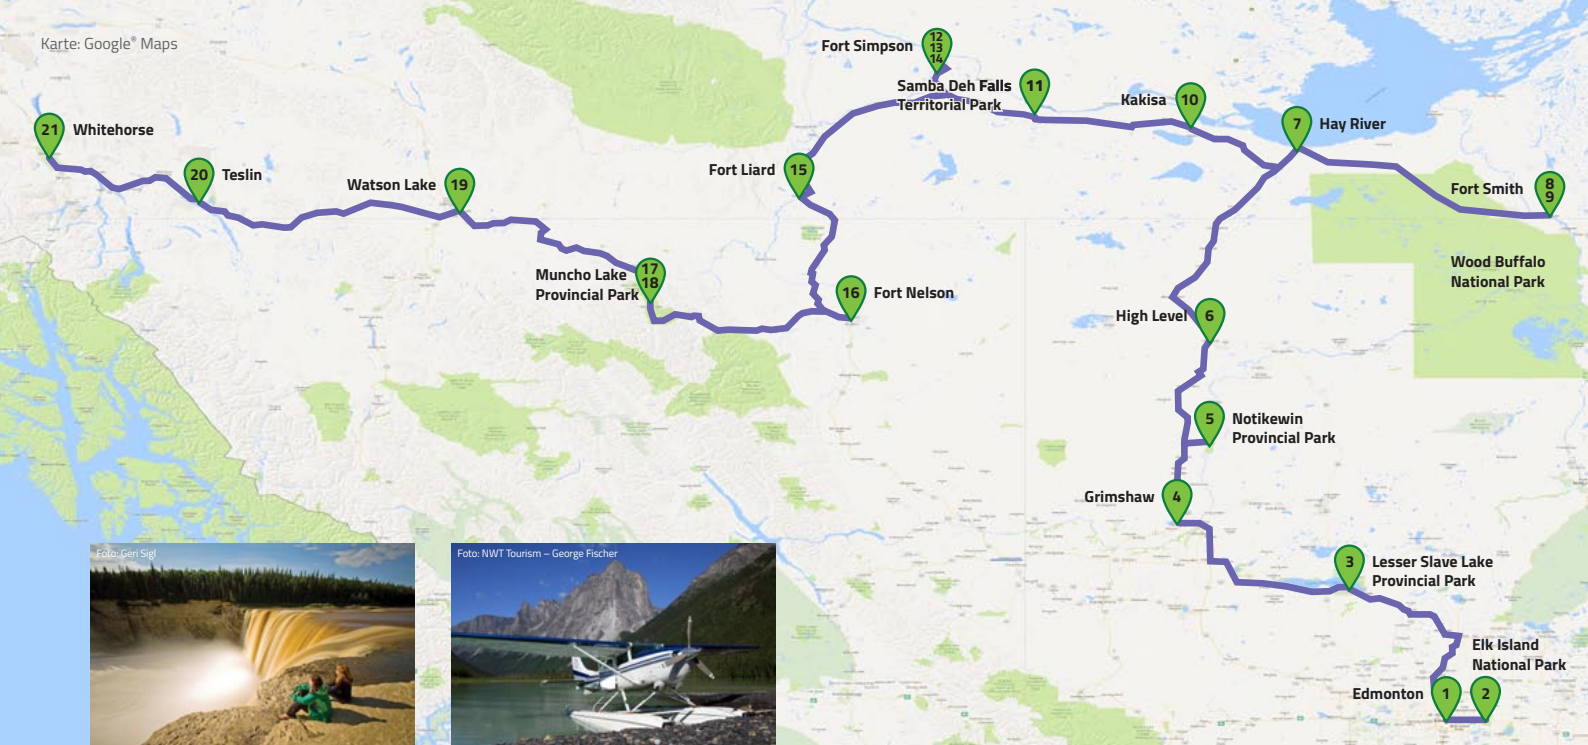 Karte: Google® Maps
Fort Simpson
12
13
14
Samba Deh Falls
Territorial Park
11
Kakisa
10
7
Hay River
21
Whitehorse
20
Teslin
Watson Lake
19
Fort Liard
15
Fort Smith
8
9
Wood Buffalo
National Park
Muncho Lake
Provincial Park
17
18
16
Fort Nelson
High Level
6
5
Notikewin
Provincial Park
Grimshaw
4
3
Lesser Slave Lake
Provincial Park
Elk Island
National Park
Edmonton
1
2
Foto: Geri Sigl
Foto: NWT Tourism – George Fischer